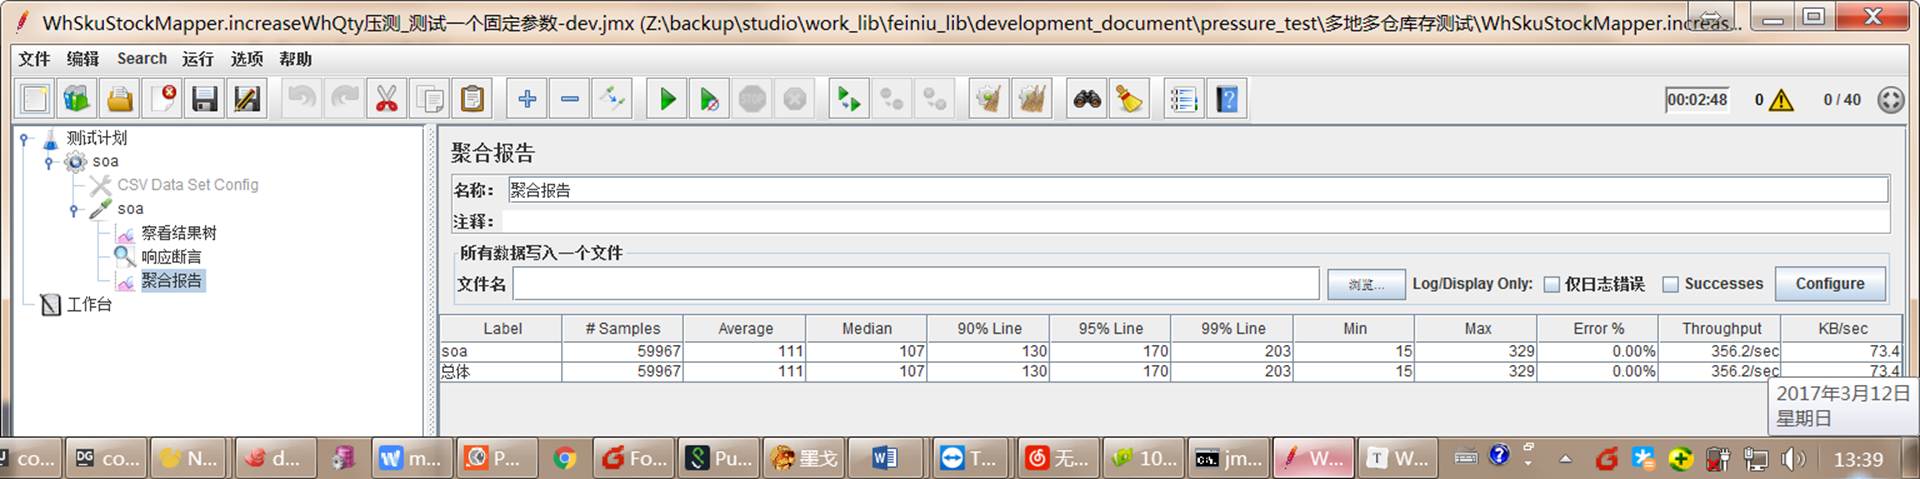 WhSkuStockMapper.increaseWhQty压测_测试一个固定参数-dev.jmx (Z:\backup\studio\work_lib\feiniu_lib\development_document\pressure_test\多地多仓库存测试\WhSkuStockMapper.increas...
文件 编辑 Search 运行 选项 帮助
00:02:48 0 0 / 40
测试计划
soa
CSV Data Set Config
soa
察看结果树
响应断言
聚合报告
工作台
聚合报告
名称： 聚合报告
注释：
所有数据写入一个文件
文件名 浏览... Log/Display Only: 仅日志错误 Successes Configure
Label # Samples Average Median 90% Line 95% Line 99% Line Min Max Error % Throughput KB/sec
soa 59967 111 107 130 170 203 15 329 0.00% 356.2/sec 73.4
总体 59967 111 107 130 170 203 15 329 0.00% 356.2/sec 73.4
2017年3月12日
星期日
co... DG co... N... d... m... P... Fo... Pu... 墨戈 T... 无... 10... jm... W... T W... 13:39